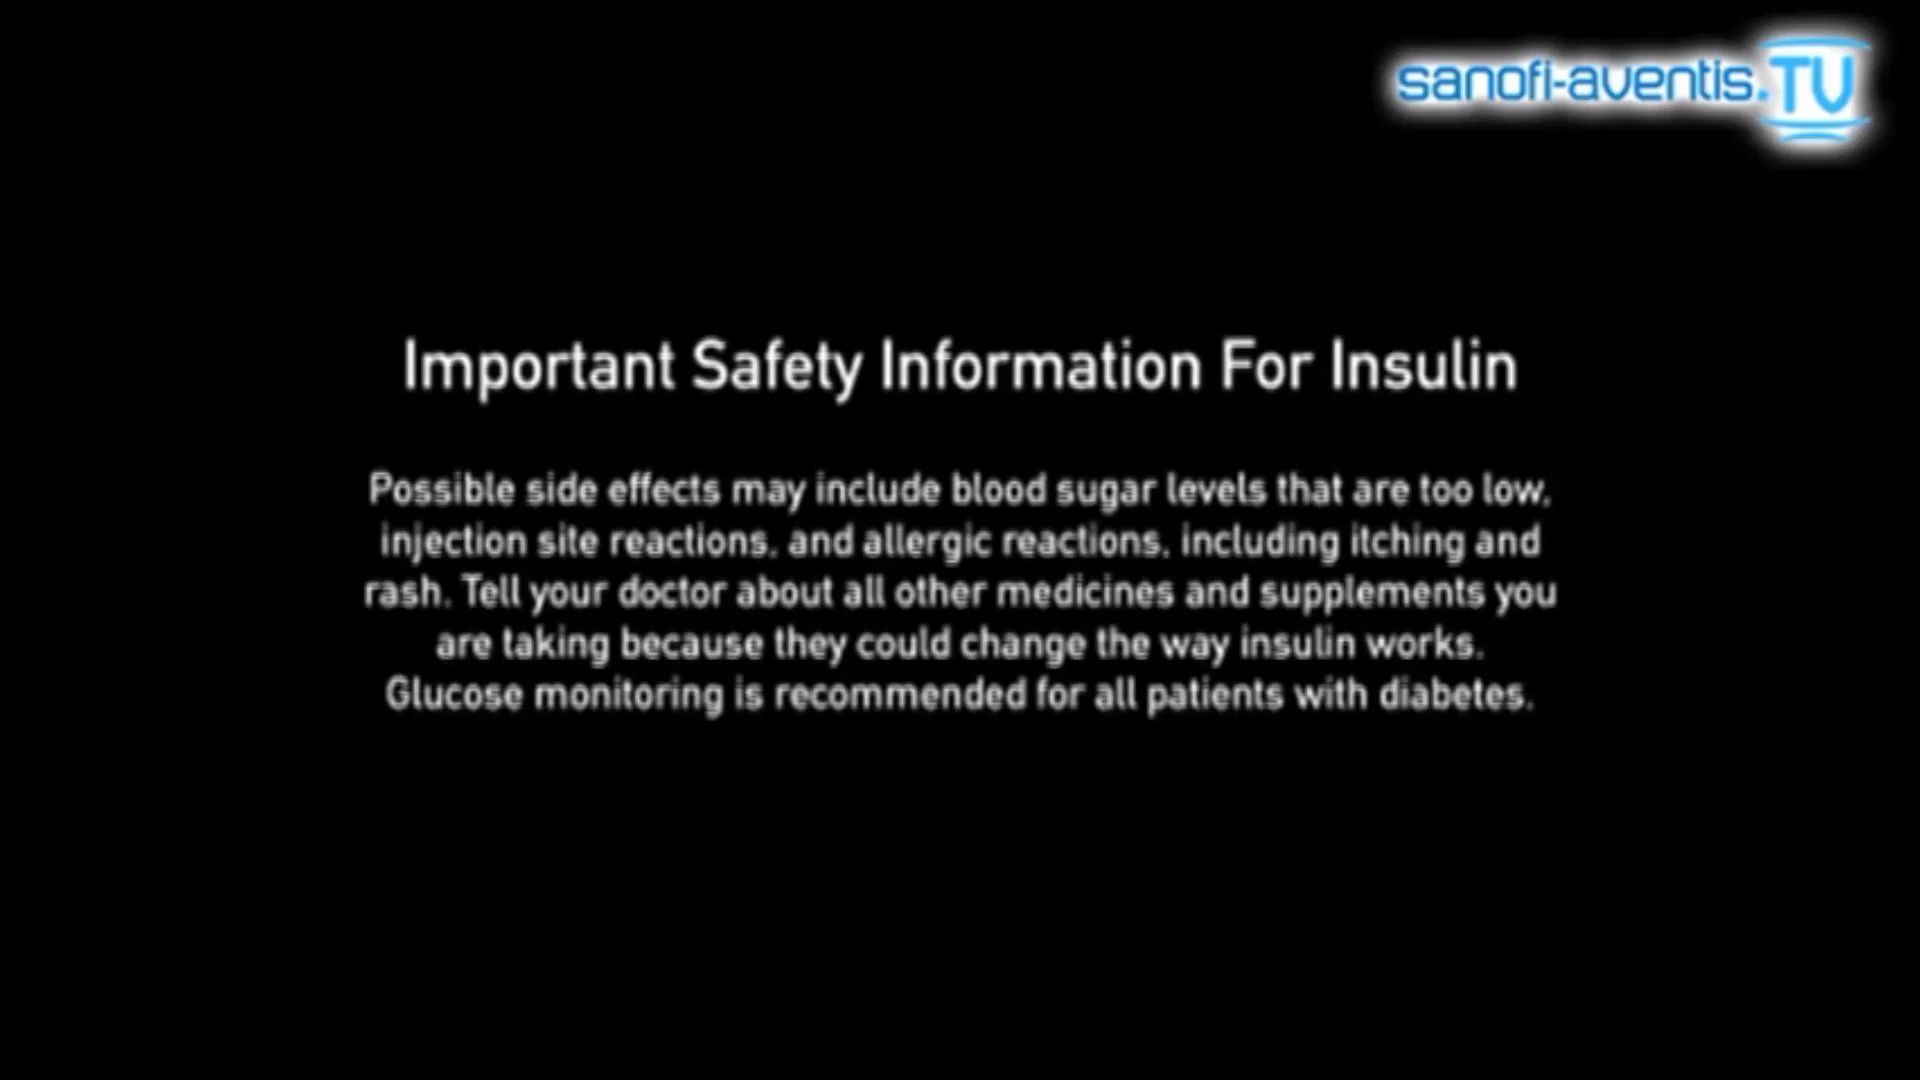 sanofi-aventis.TV
Important Safety Information For Insulin
Possible side effects may include blood sugar levels that are too low,
injection site reactions, and allergic reactions, including itching and
rash. Tell your doctor about all other medicines and supplements you
are taking because they could change the way insulin works.
Glucose monitoring is recommended for all patients with diabetes.